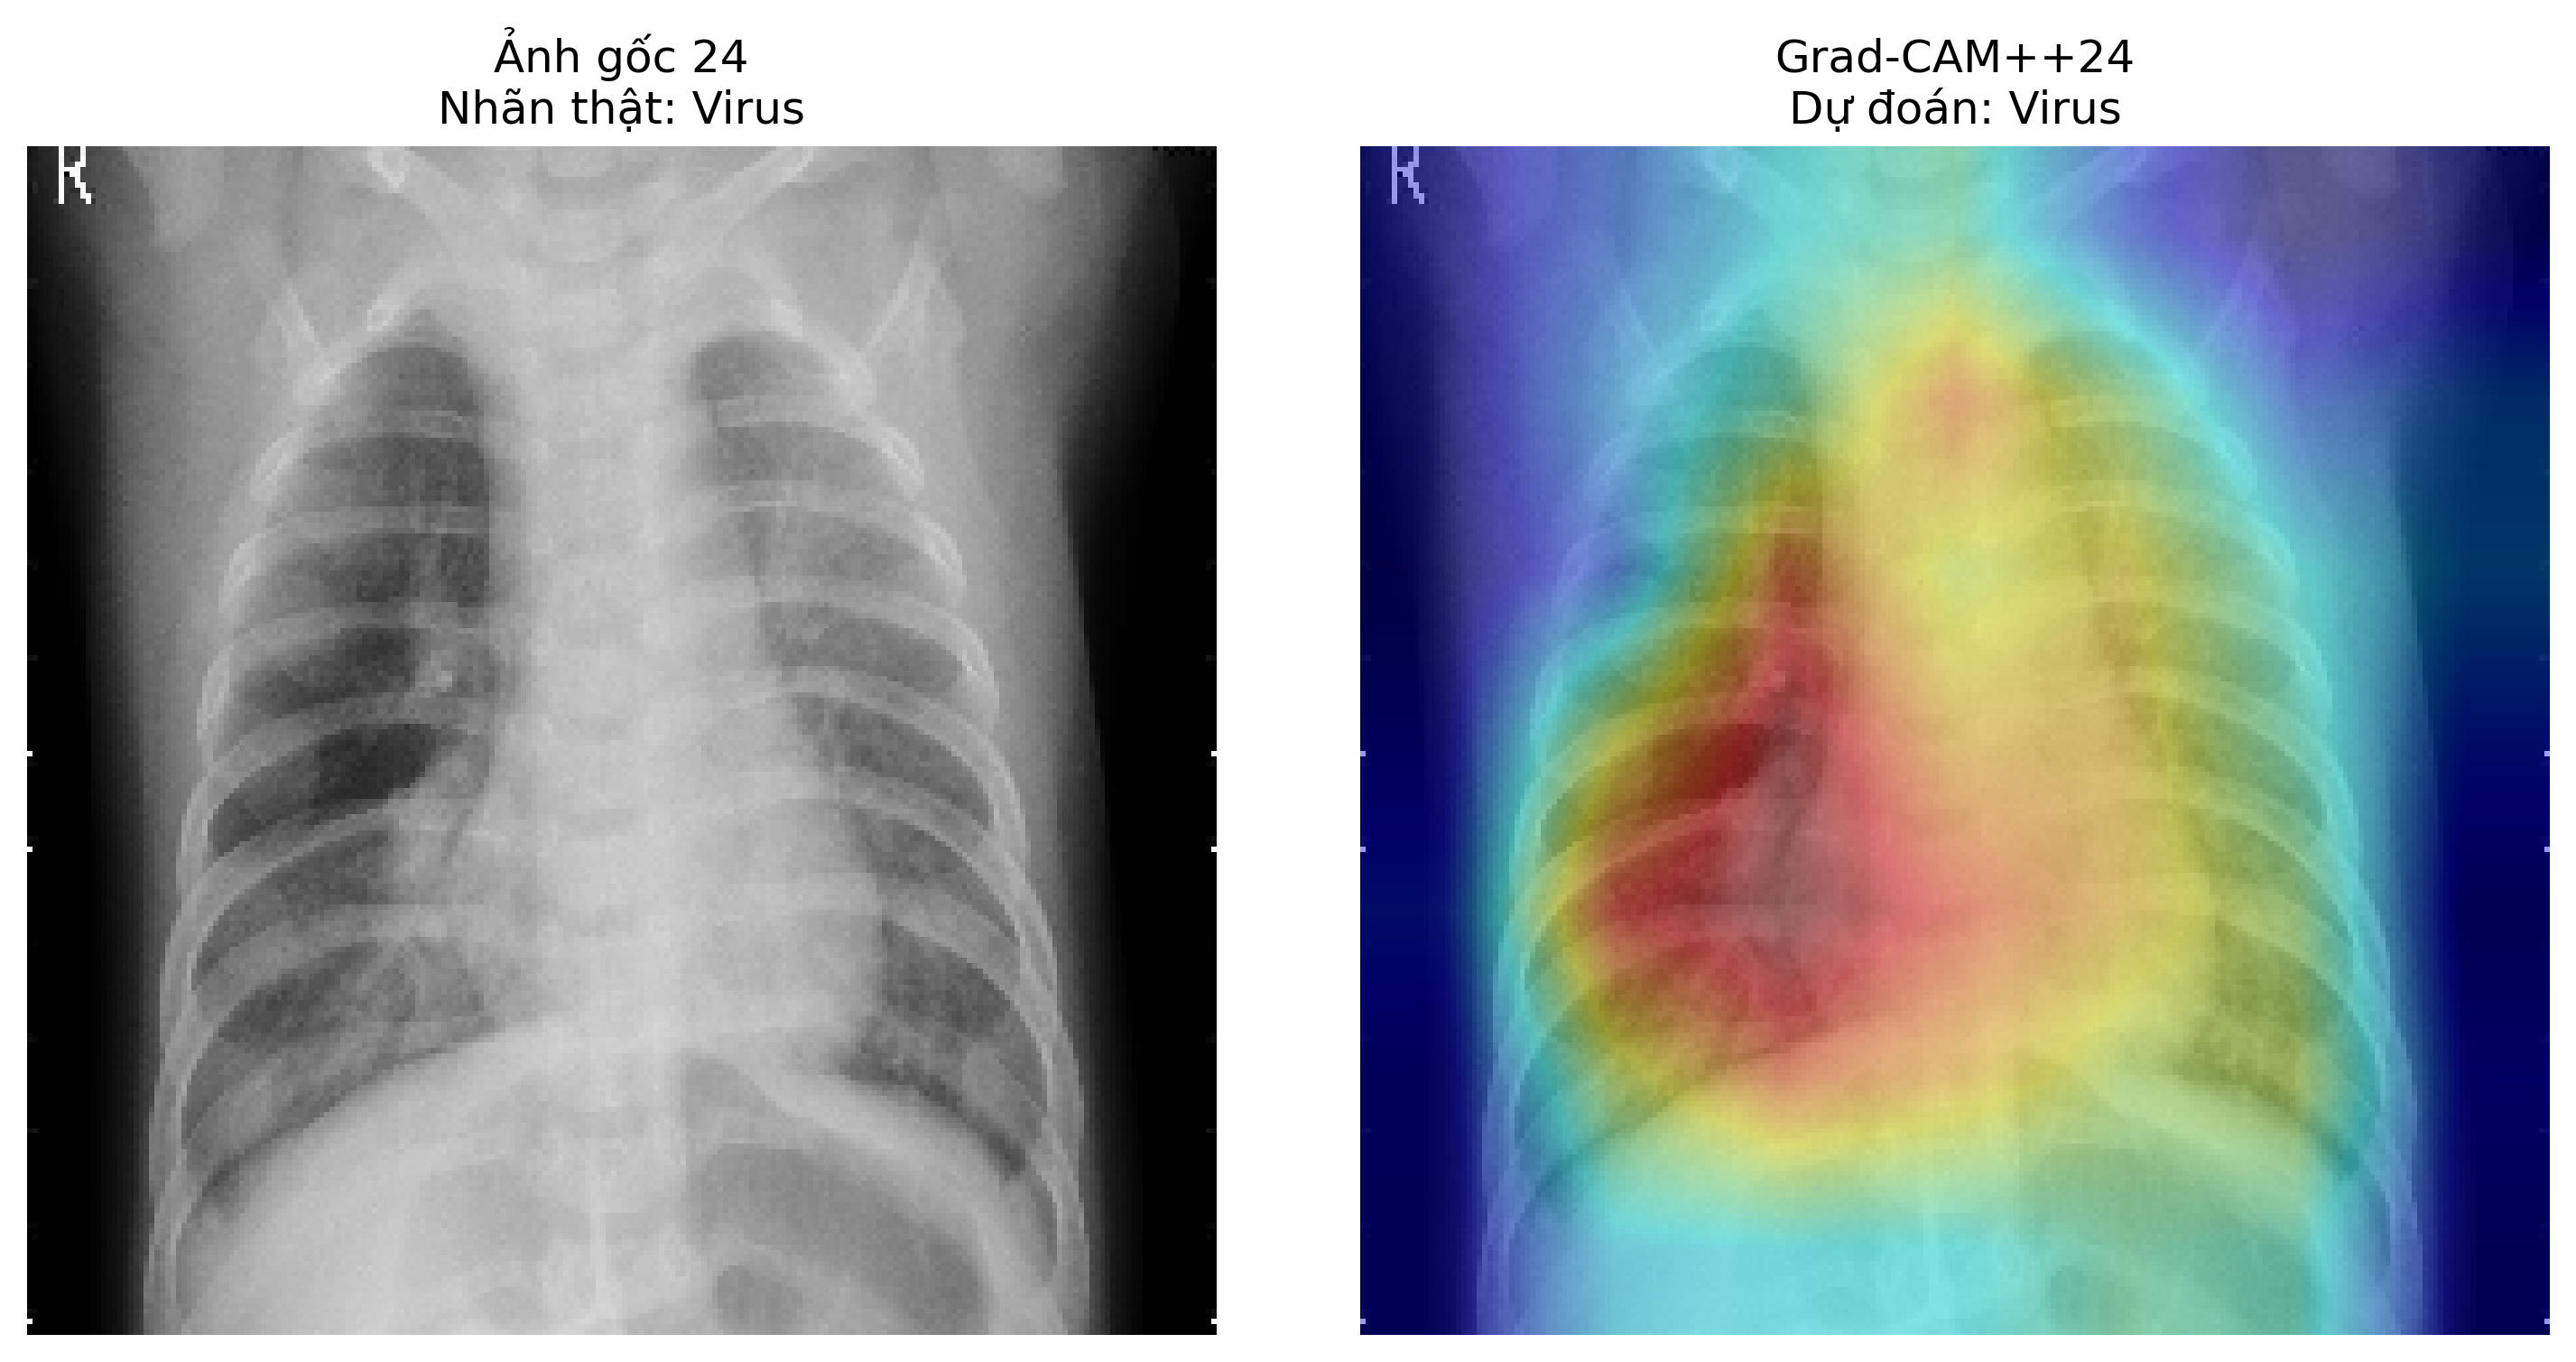 Ảnh gốc 24
Nhãn thật: Virus
Grad-CAM++24
Dự đoán: Virus
R
R